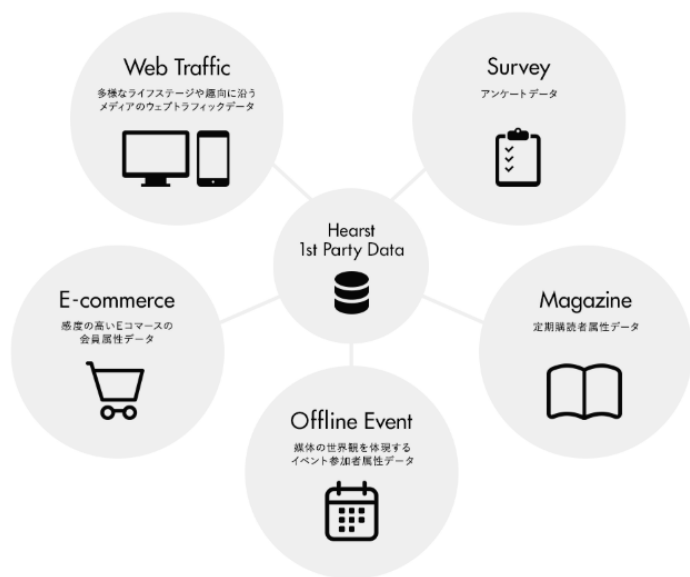 Web Traffic
多様なライフステージや趣向に沿う
メディアのウェブトラフィックデータ
Survey
アンケートデータ
Hearst
1st Party Data
E-commerce
感度の高いEコマースの
会員属性データ
Magazine
定期購読者属性データ
Offline Event
媒体の世界観を体現する
イベント参加者属性データ